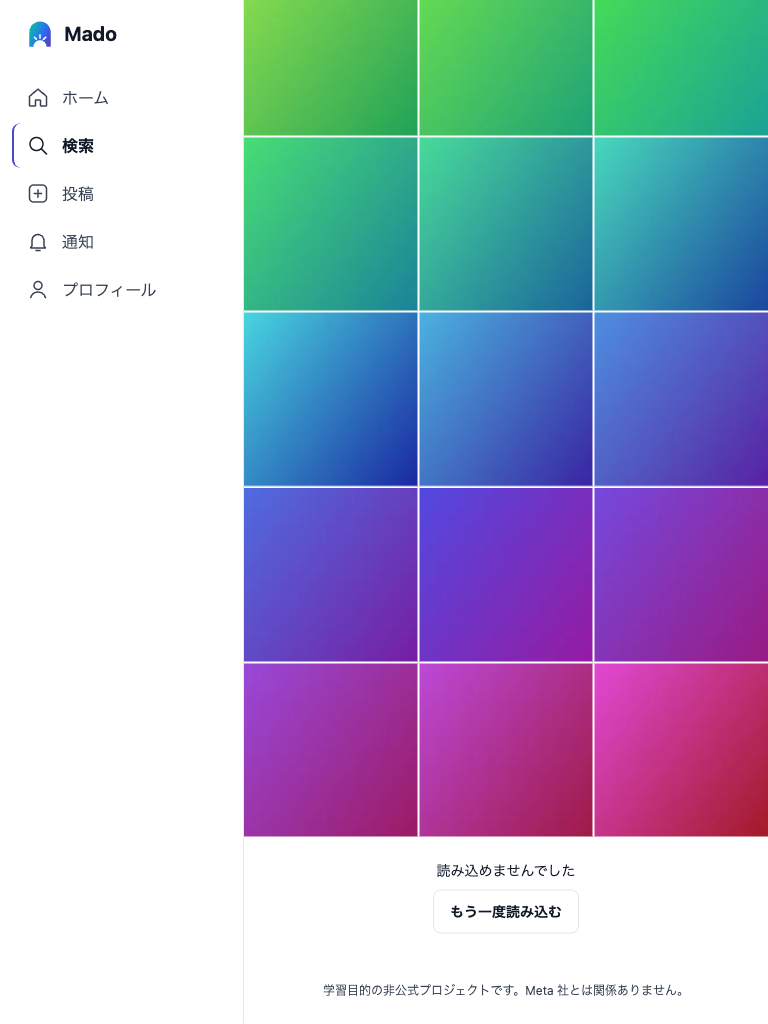 Mado
ホーム
検索
投稿
通知
プロフィール
読み込めませんでした
もう一度読み込む
学習目的の非公式プロジェクトです。Meta 社とは関係ありません。